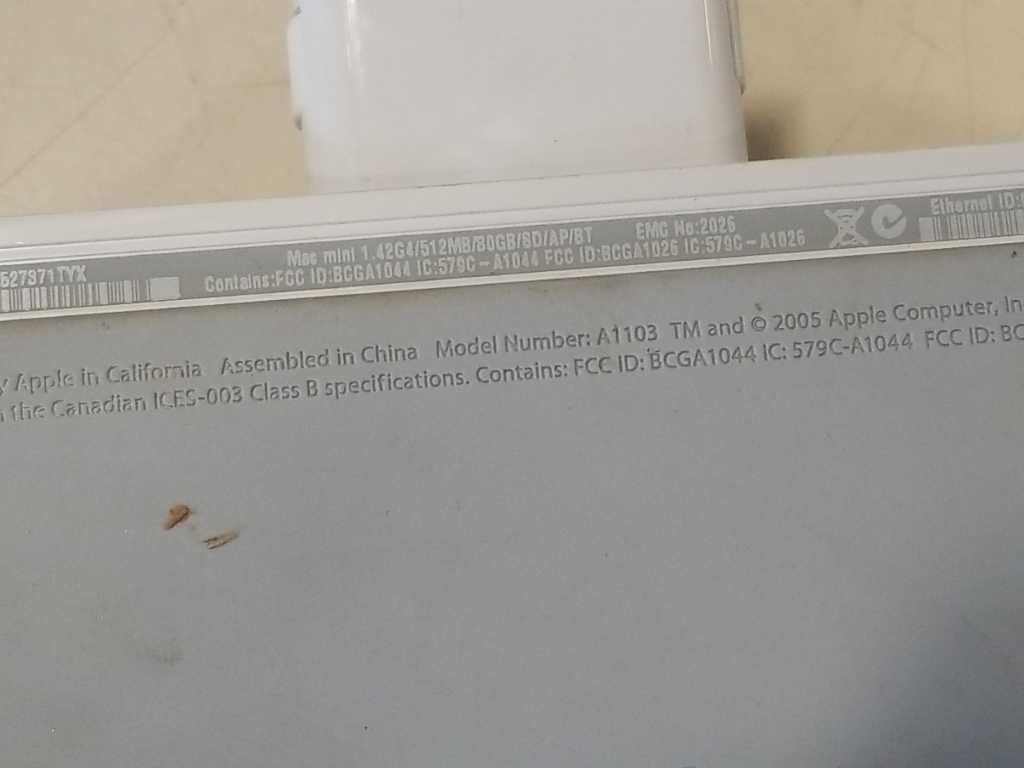 527371TYX
Mac mini 1.42G4/512MB/80GB/SD/AP/BT EMC No:2026
Contains:FCC ID:BCGA1044 IC:579C-A1044 FCC ID:BCGA1026 IC:579C-A1026
Ethernet ID:
y Apple in California Assembled in China Model Number: A1103 TM and © 2005 Apple Computer, In
n the Canadian ICES-003 Class B specifications. Contains: FCC ID: BCGA1044 IC: 579C-A1044 FCC ID: BC